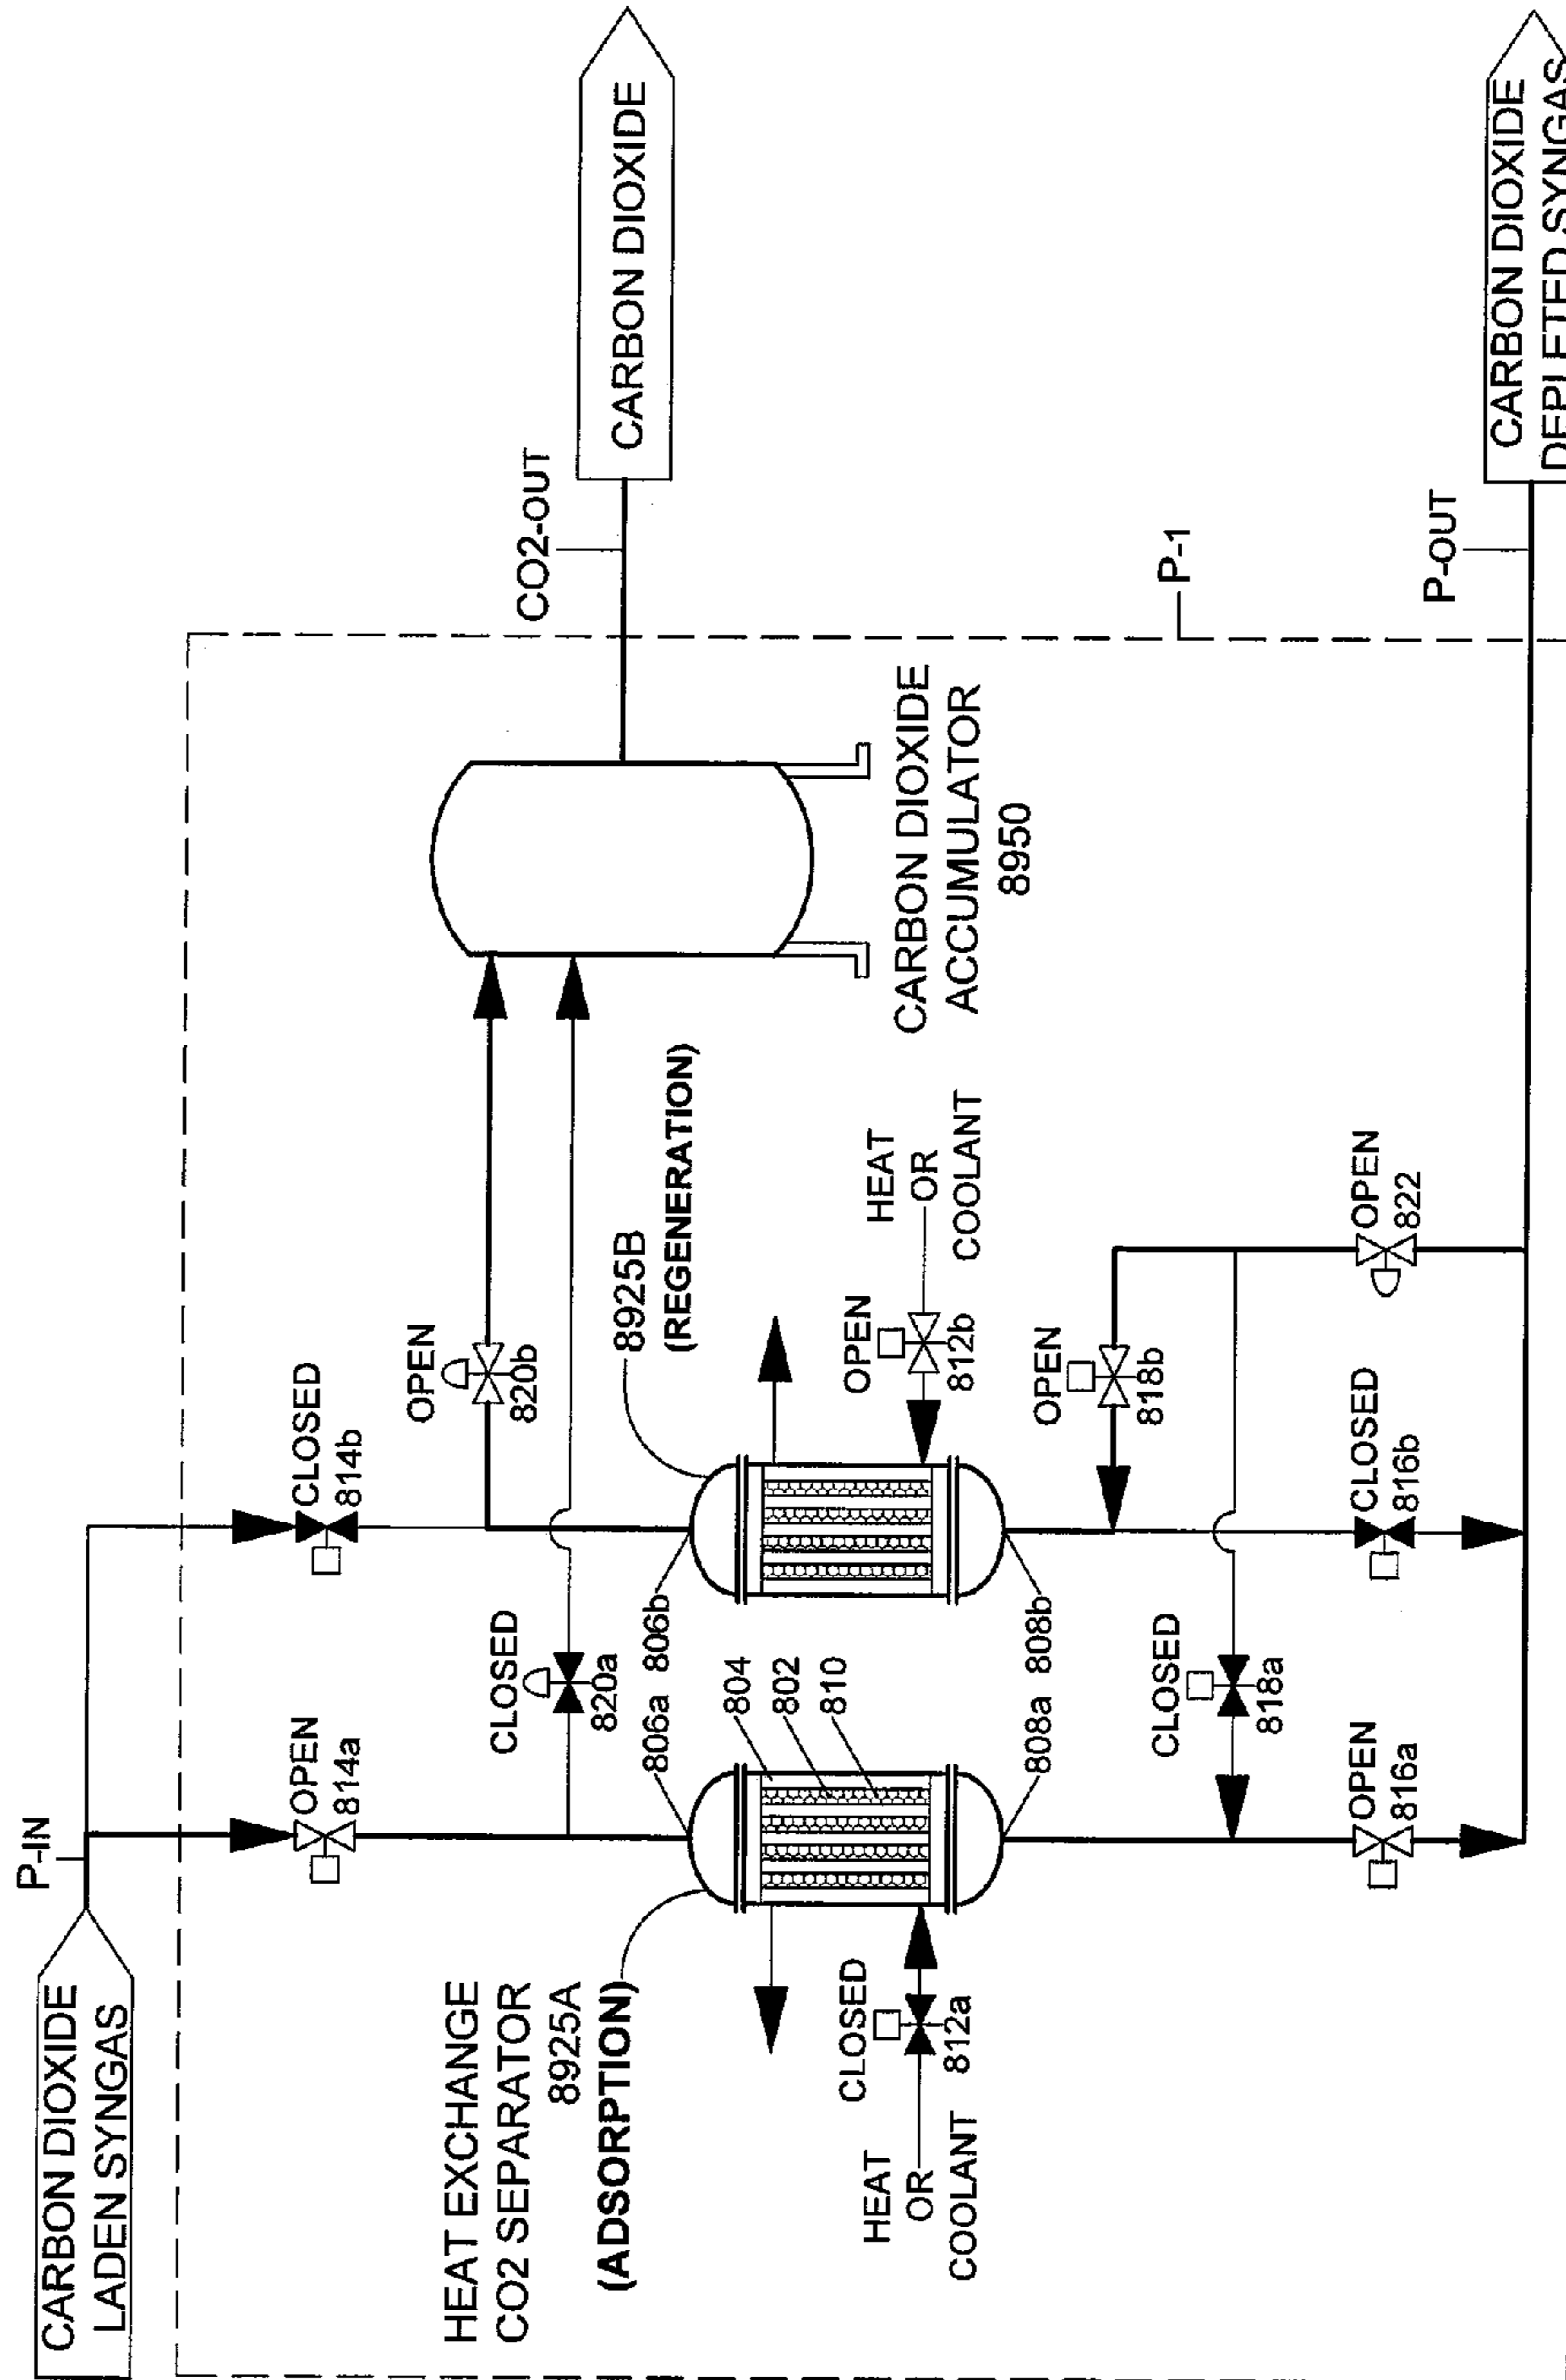 CARBON DIOXIDE
LADEN SYNGAS
P-IN
OPEN
814a
CLOSED
814b
CLOSED
820a
OPEN
820b
HEAT EXCHANGE
CO2 SEPARATOR
8925A
(ADSORPTION)
806a
806b
804
802
810
808a
808b
8925B
(REGENERATION)
CLOSED
812a
HEAT
OR
COOLANT
OPEN
812b
HEAT
OR
COOLANT
CARBON DIOXIDE
ACCUMULATOR
8950
CO2-OUT
CARBON DIOXIDE
CLOSED
818a
OPEN
818b
OPEN
816a
CLOSED
816b
OPEN
822
P-1
P-OUT
CARBON DIOXIDE
DEPLETED SYNGAS